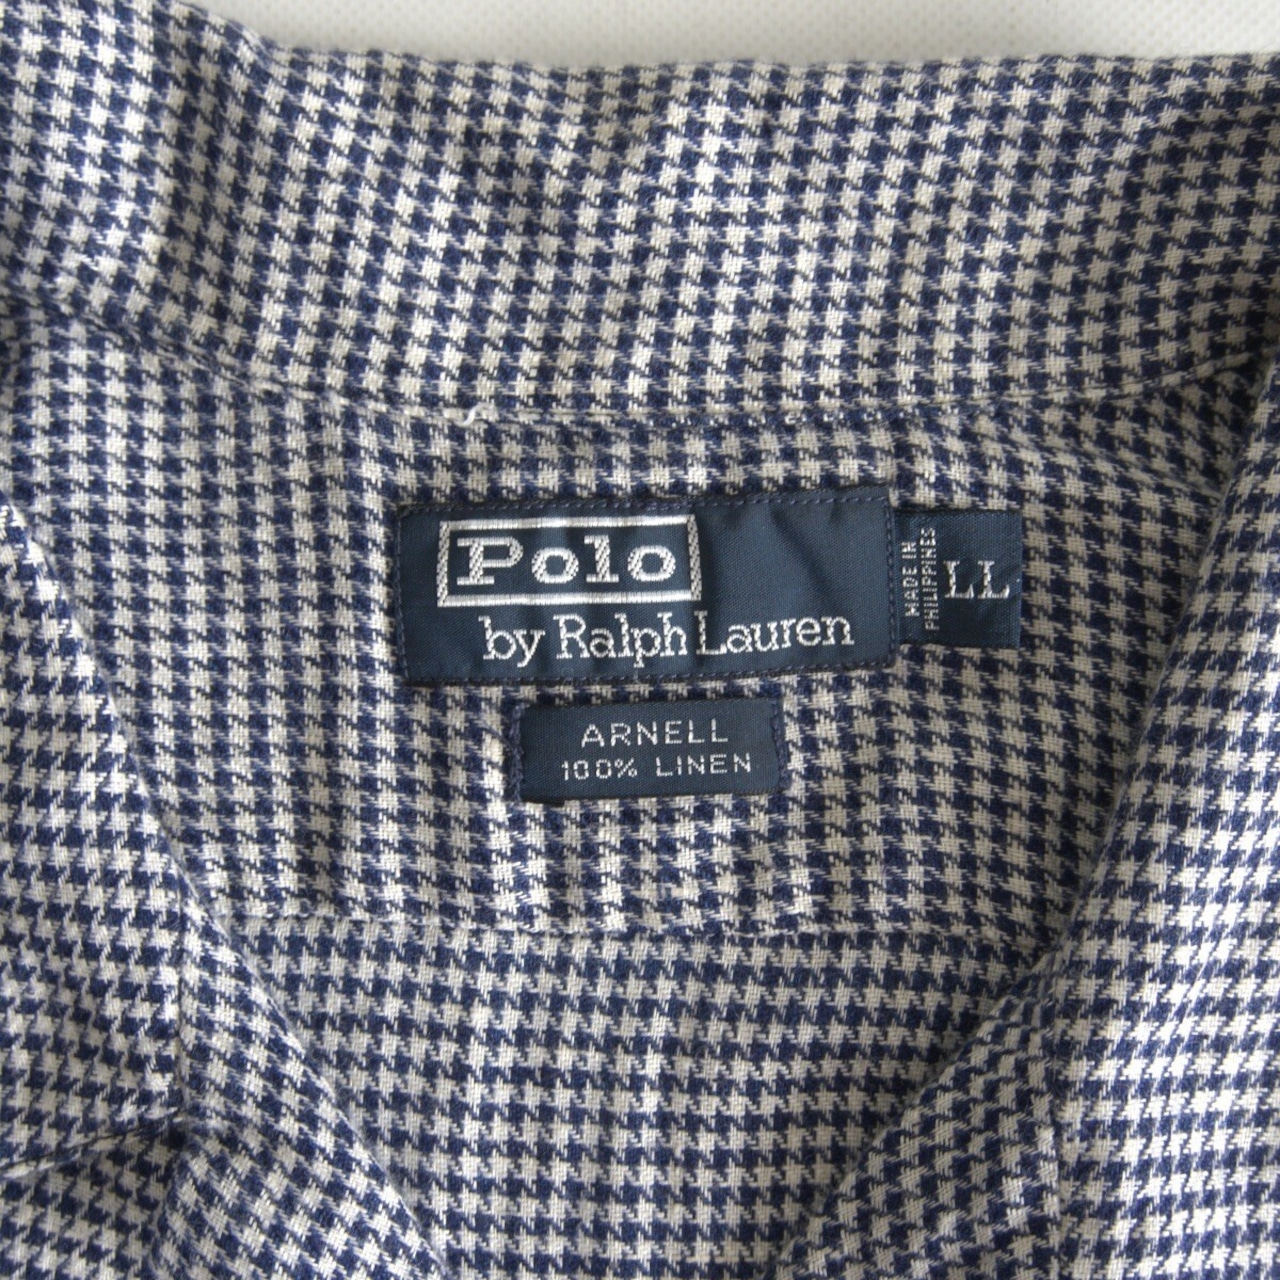 Polo
by Ralph Lauren
MADE IN
PHILIPPINES
LL
ARNELL
100% LINEN